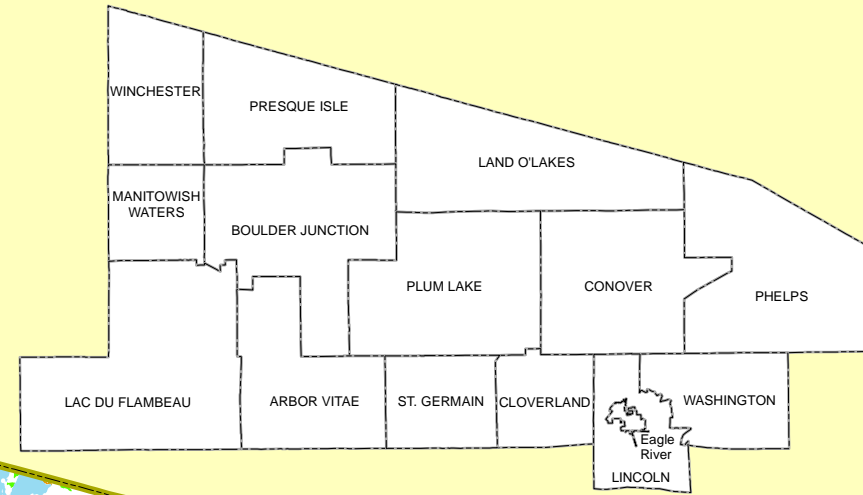 WINCHESTER
PRESQUE ISLE
LAND O'LAKES
MANITOWISH
WATERS
BOULDER JUNCTION
PLUM LAKE
CONOVER
PHELPS
LAC DU FLAMBEAU
ARBOR VITAE
ST. GERMAIN
CLOVERLAND
WASHINGTON
Eagle
River
LINCOLN